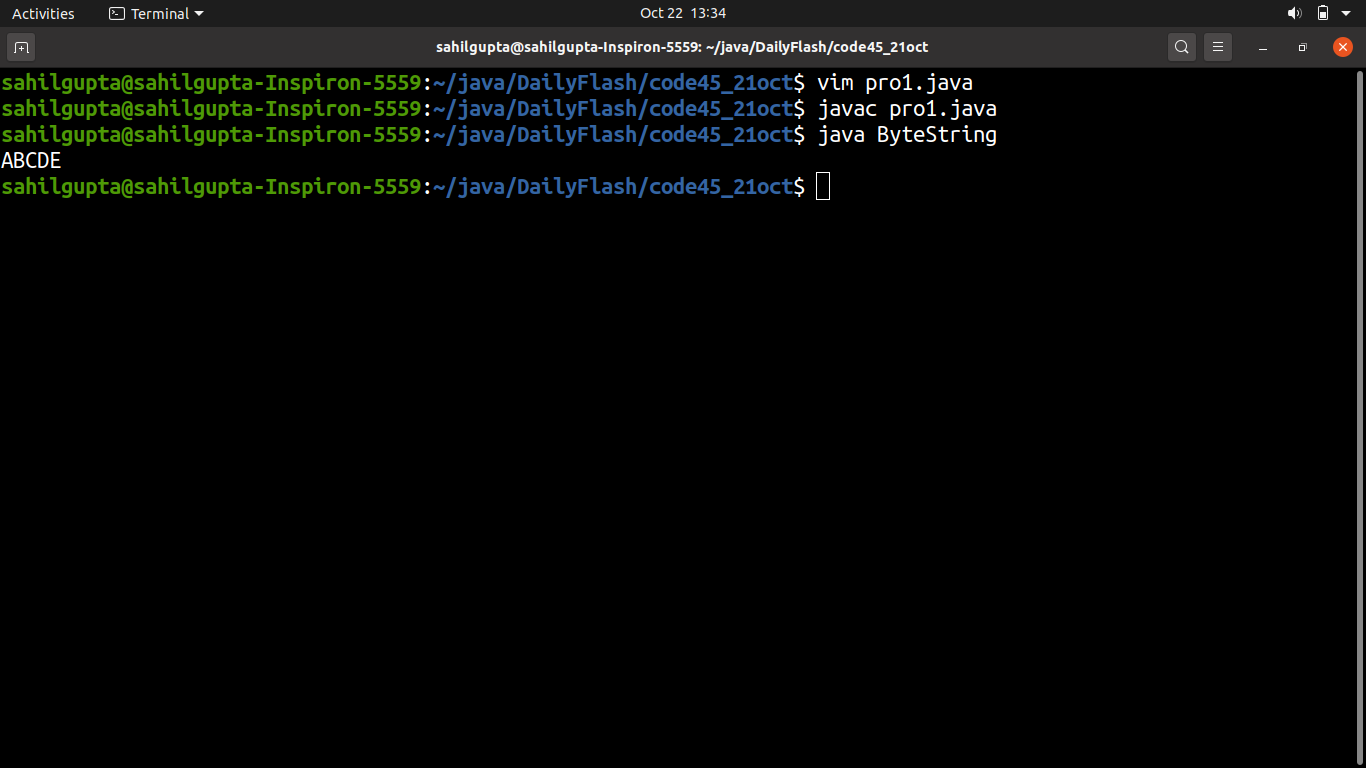 Activities Terminal Oct 22 13:34
sahilgupta@sahilgupta-Inspiron-5559: ~/java/DailyFlash/code45_21oct
sahilgupta@sahilgupta-Inspiron-5559:~/java/DailyFlash/code45_21oct$ vim pro1.java
sahilgupta@sahilgupta-Inspiron-5559:~/java/DailyFlash/code45_21oct$ javac pro1.java
sahilgupta@sahilgupta-Inspiron-5559:~/java/DailyFlash/code45_21oct$ java ByteString
ABCDE
sahilgupta@sahilgupta-Inspiron-5559:~/java/DailyFlash/code45_21oct$